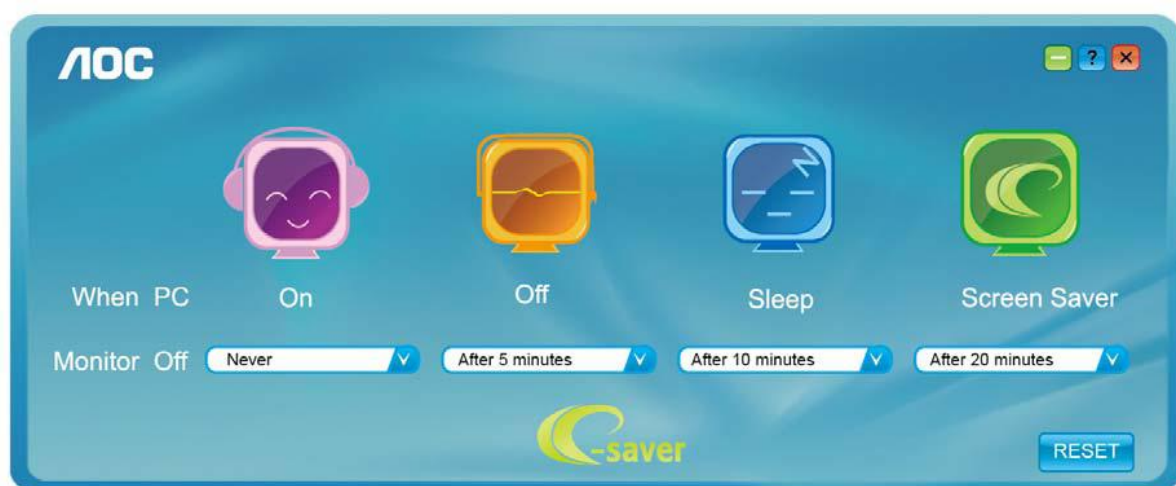 AOC
?
When PC On Off Sleep Screen Saver
Monitor Off Never After 5 minutes After 10 minutes After 20 minutes
e-saver
RESET